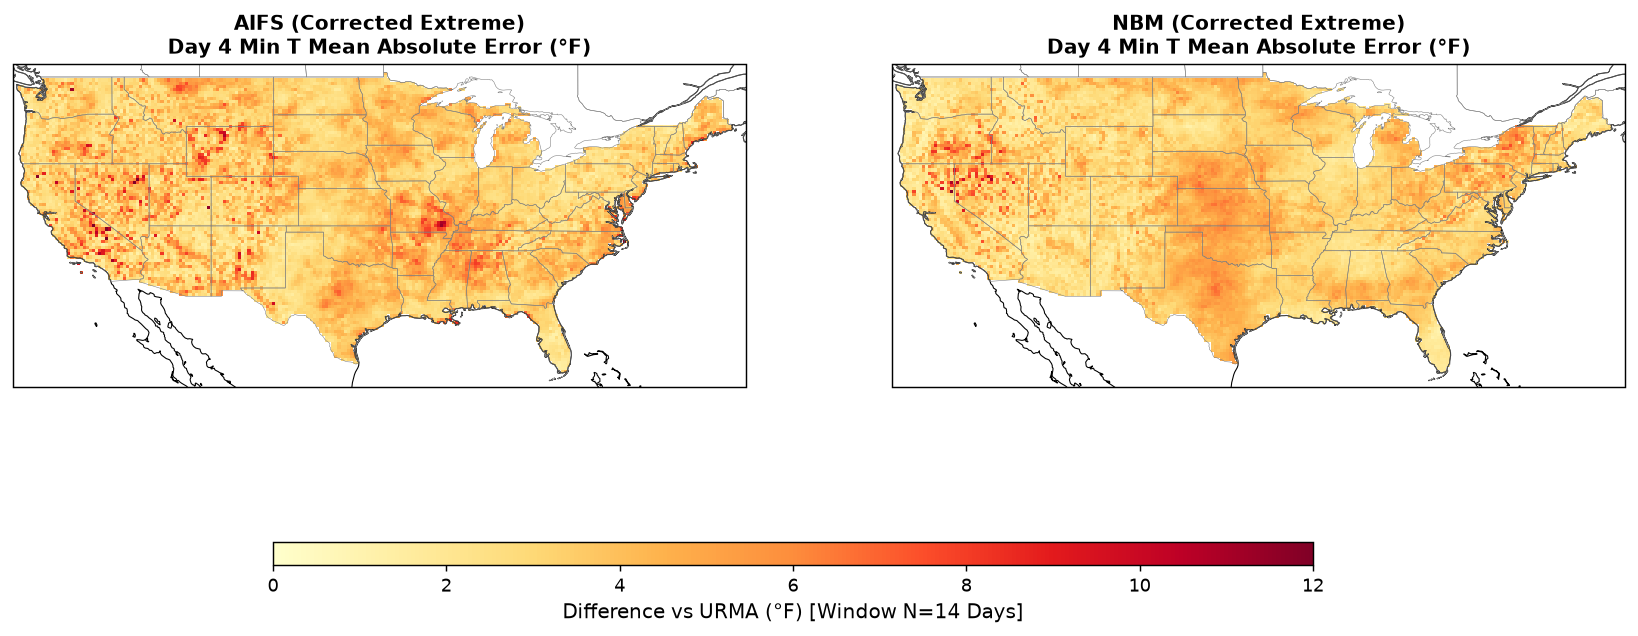 AIFS (Corrected Extreme)
Day 4 Min T Mean Absolute Error (°F)
NBM (Corrected Extreme)
Day 4 Min T Mean Absolute Error (°F)
0 2 4 6 8 10 12
Difference vs URMA (°F) [Window N=14 Days]